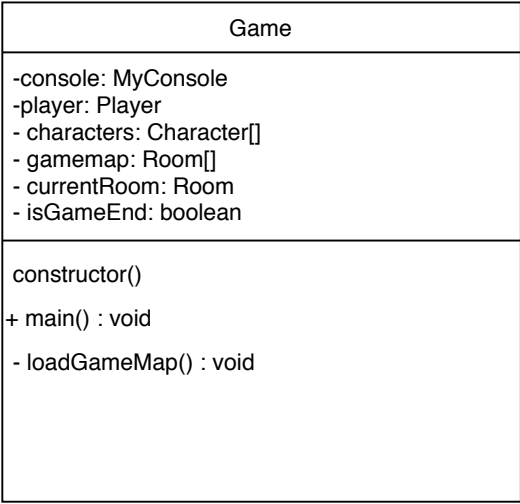 Game
-console: MyConsole
-player: Player
- characters: Character[]
- gamemap: Room[]
- currentRoom: Room
- isGameEnd: boolean
constructor()
+ main() : void
- loadGameMap() : void